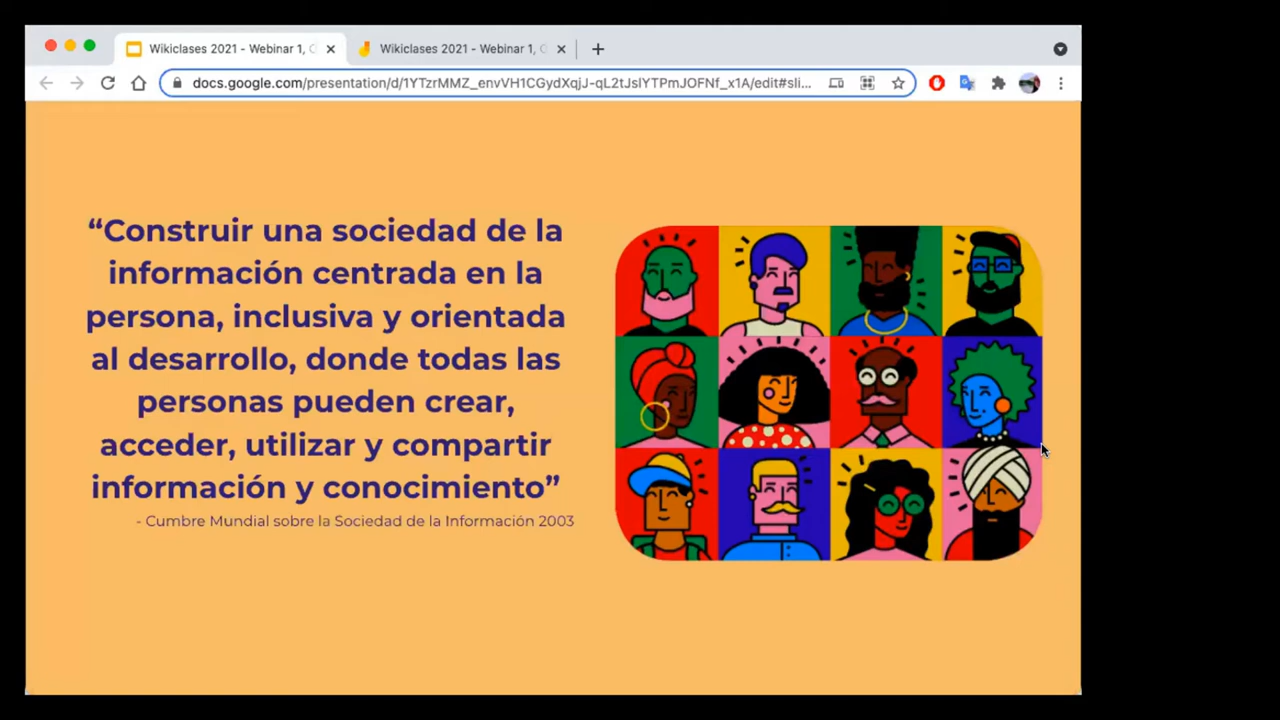 Wikiclases 2021 - Webinar 1, C
Wikiclases 2021 - Webinar 1, C
docs.google.com/presentation/d/1YTzrMMZ_envVH1CGydXqjJ-qL2tJslYTPmJOFNf_x1A/edit#sli...
“Construir una sociedad de la
información centrada en la
persona, inclusiva y orientada
al desarrollo, donde todas las
personas pueden crear,
acceder, utilizar y compartir
información y conocimiento”
- Cumbre Mundial sobre la Sociedad de la Información 2003